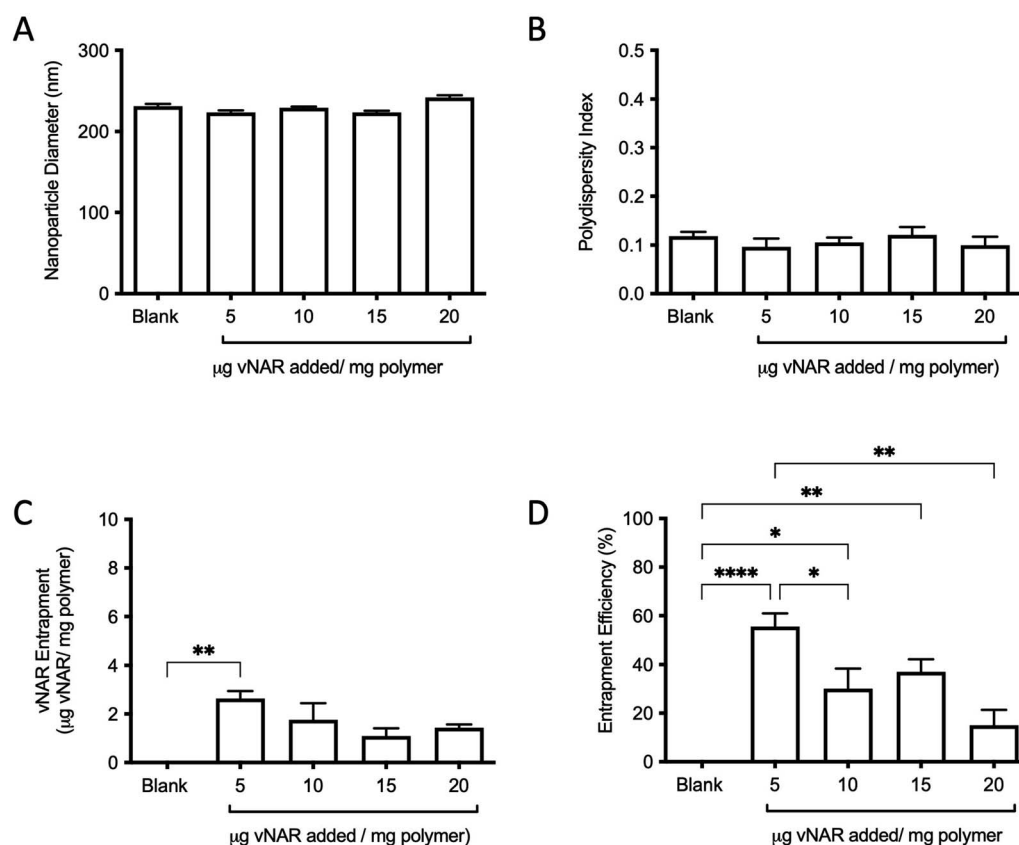 A
Nanoparticle Diameter (nm)
300
200
100
0
Blank
5
10
15
20
μg vNAR added/ mg polymer
B
Polydispersity Index
0.5
0.4
0.3
0.2
0.1
0.0
Blank
5
10
15
20
μg vNAR added / mg polymer)
C
vNAR Entrapment
(μg vNAR/ mg polymer)
10
8
6
4
2
0
**
Blank
5
10
15
20
μg vNAR added / mg polymer)
D
Entrapment Efficiency (%)
100
80
60
40
20
0
**
**
*
****
*
Blank
5
10
15
20
μg vNAR added/ mg polymer